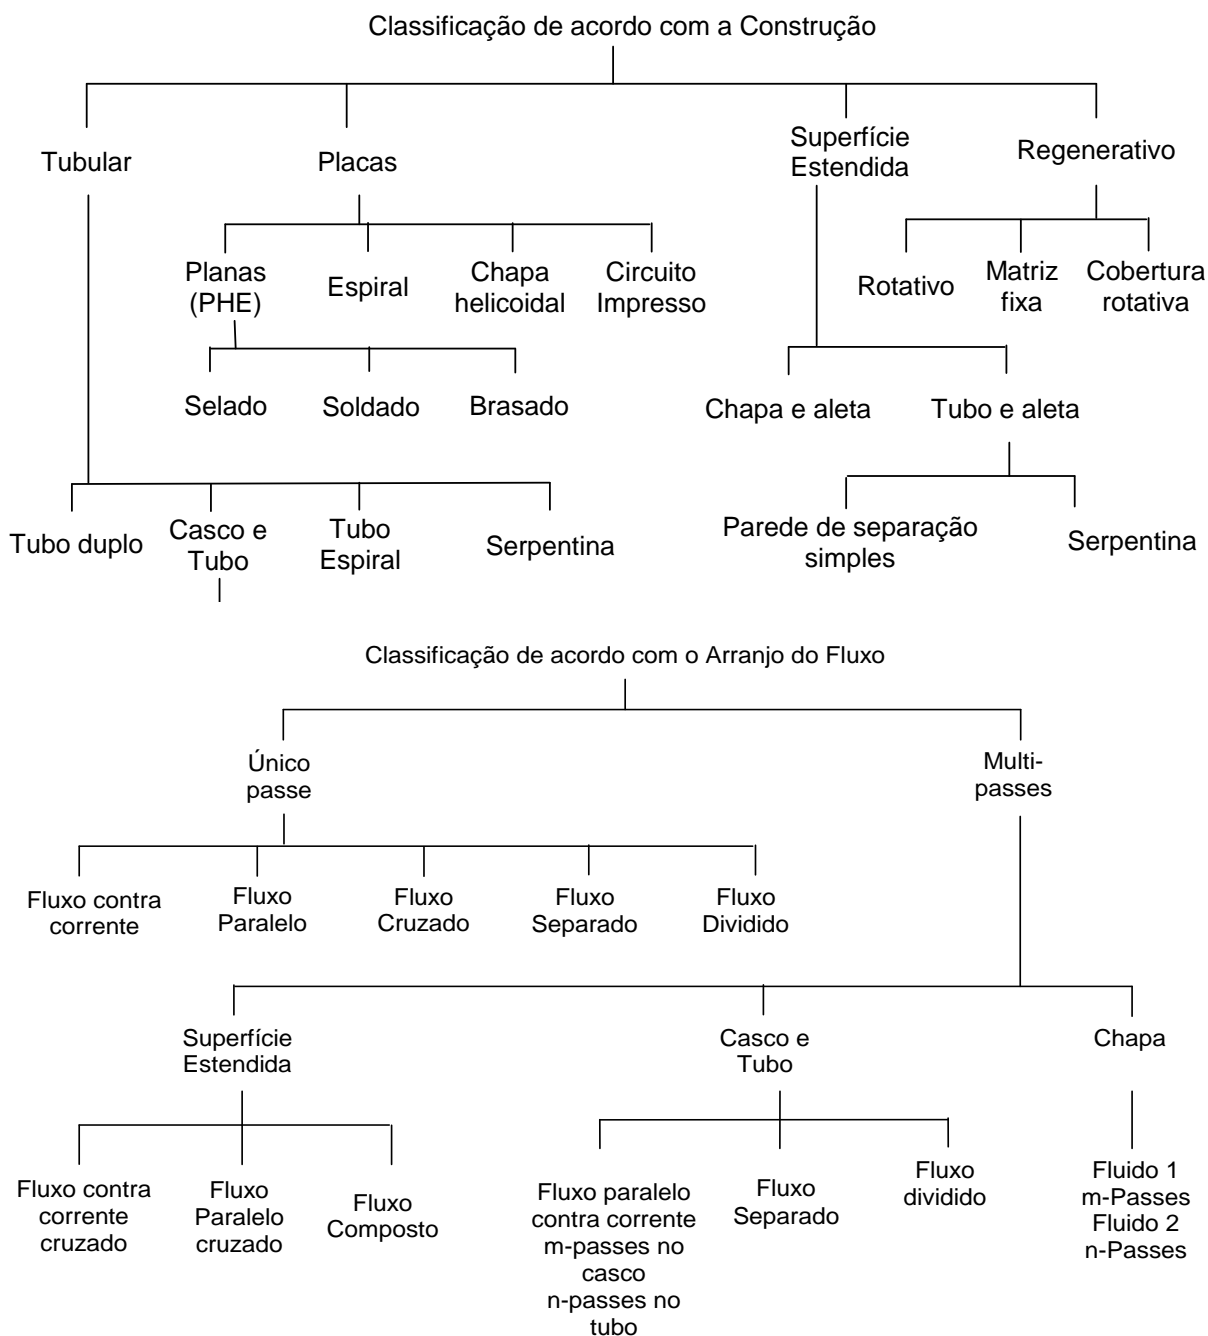 Classificação de acordo com a Construção
Tubular
Placas
Superfície
Estendida
Regenerativo
Planas
(PHE)
Espiral
Chapa
helicoidal
Circuito
Impresso
Rotativo
Matriz
fixa
Cobertura
rotativa
Selado
Soldado
Brasado
Chapa e aleta
Tubo e aleta
Tubo duplo
Casco e
Tubo
Tubo
Espiral
Serpentina
Parede de separação
simples
Serpentina
Classificação de acordo com o Arranjo do Fluxo
Único
passe
Multi-
passes
Fluxo contra
corrente
Fluxo
Paralelo
Fluxo
Cruzado
Fluxo
Separado
Fluxo
Dividido
Superfície
Estendida
Casco e
Tubo
Chapa
Fluxo contra
corrente
cruzado
Fluxo
Paralelo
cruzado
Fluxo
Composto
Fluxo paralelo
contra corrente
m-passes no
casco
n-passes no
tubo
Fluxo
Separado
Fluxo
dividido
Fluido 1
m-Passes
Fluido 2
n-Passes